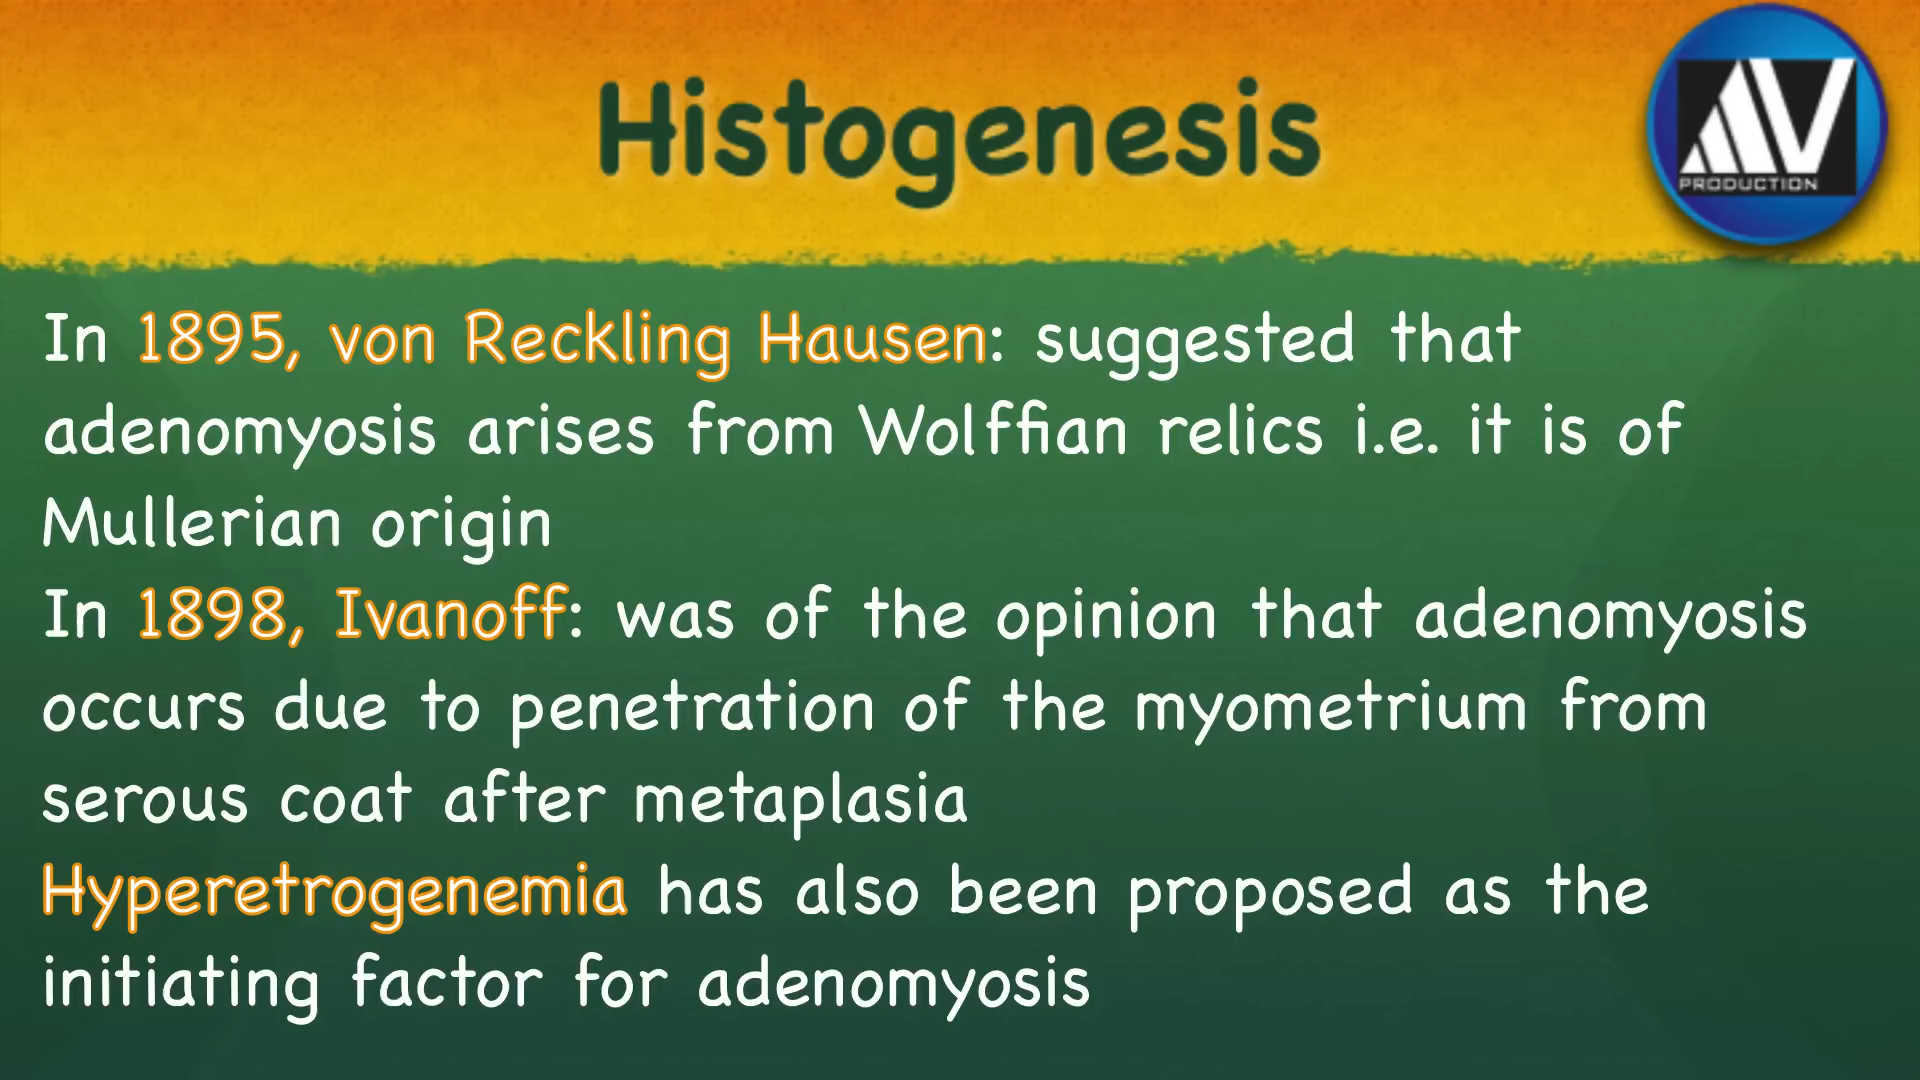 Histogenesis
AV
PRODUCTION
In 1895, von Reckling Hausen: suggested that
adenomyosis arises from Wolffian relics i.e. it is of
Mullerian origin
In 1898, Ivanoff: was of the opinion that adenomyosis
occurs due to penetration of the myometrium from
serous coat after metaplasia
Hyperetrogenemia has also been proposed as the
initiating factor for adenomyosis